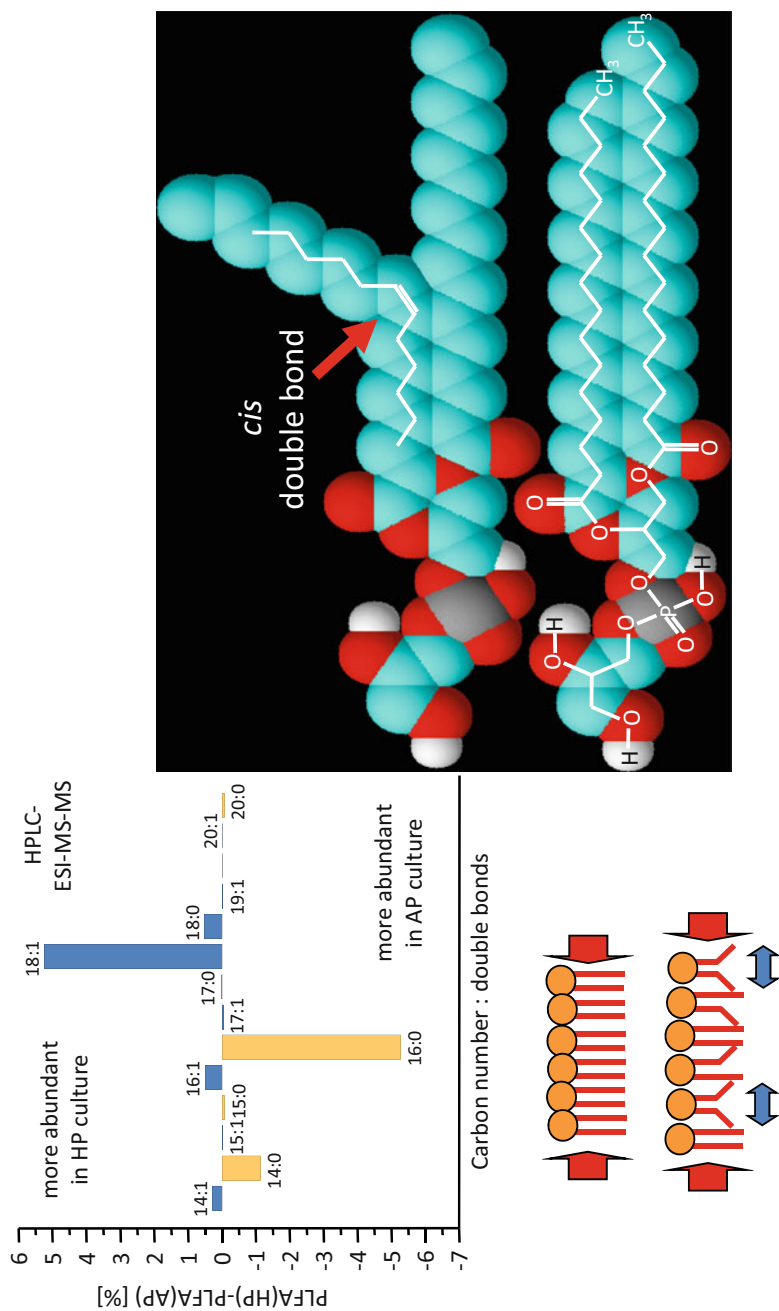 PLFA(HP)-PLFA(AP) [%]
6
5
4
3
2
1
0
-1
-2
-3
-4
-5
-6
-7
more abundant
in HP culture
HPLC-
ESI-MS-MS
14:1
14:0
15:1
15:0
16:1
16:0
17:1
17:0
18:1
18:0
19:1
20:1
20:0
more abundant
in AP culture
Carbon number : double bonds
cis
double bond
CH3
CH3
O
O
O
O
O
P
O
O
O
H
O
H
O
H